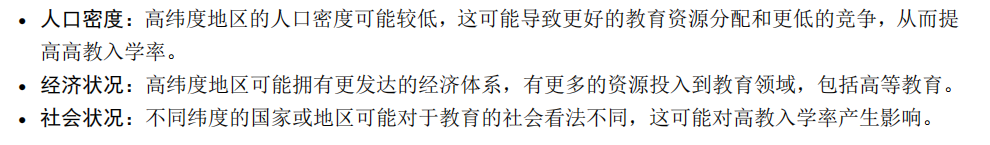 • 人口密度：高纬度地区的人口密度可能较低，这可能导致更好的教育资源分配和更低的竞争，从而提
高高教入学率。
• 经济状况：高纬度地区可能拥有更发达的经济体系，有更多的资源投入到教育领域，包括高等教育。
• 社会状况：不同纬度的国家或地区可能对于教育的社会看法不同，这可能对高教入学率产生影响。